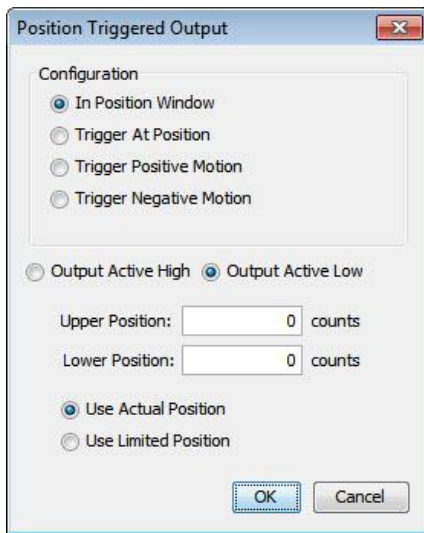 Position Triggered Output
Configuration
In Position Window
Trigger At Position
Trigger Positive Motion
Trigger Negative Motion
Output Active High Output Active Low
Upper Position: 0 counts
Lower Position: 0 counts
Use Actual Position
Use Limited Position
OK Cancel